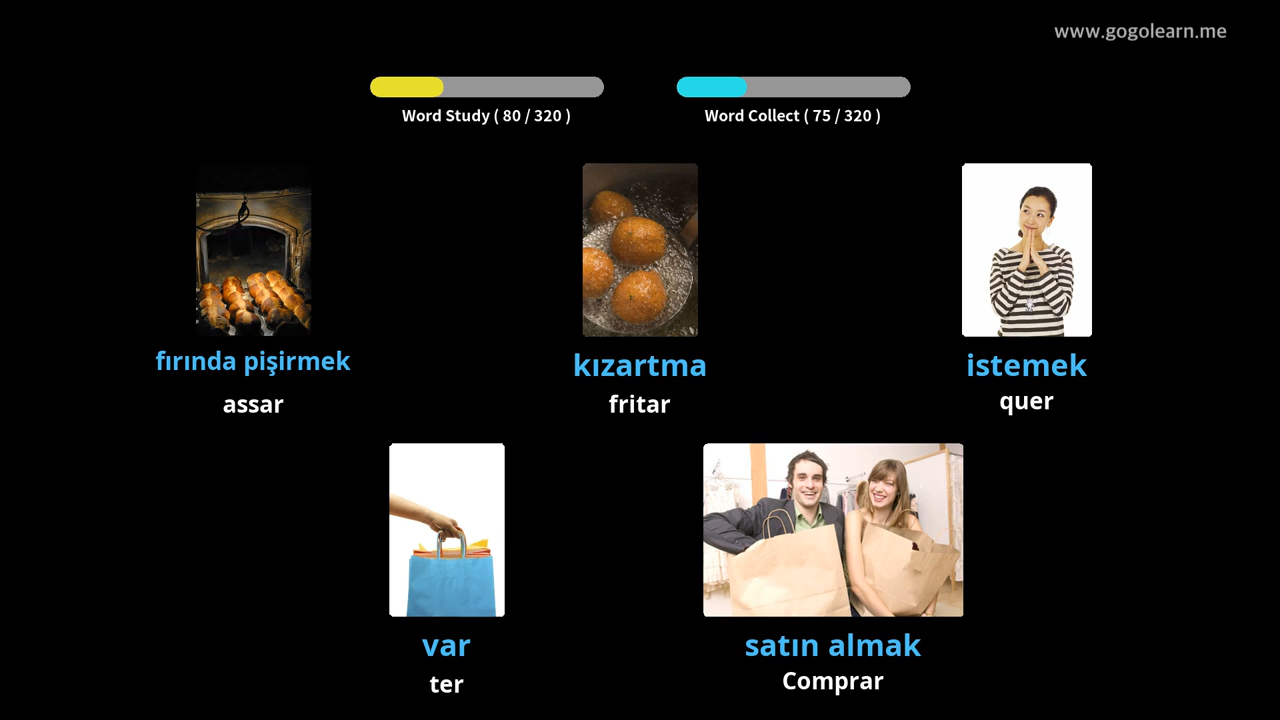 www.gogolearn.me
Word Study ( 80 / 320 )
Word Collect ( 75 / 320 )
fırında pişirmek
assar
kızartma
fritar
istemek
quer
var
ter
satın almak
Comprar